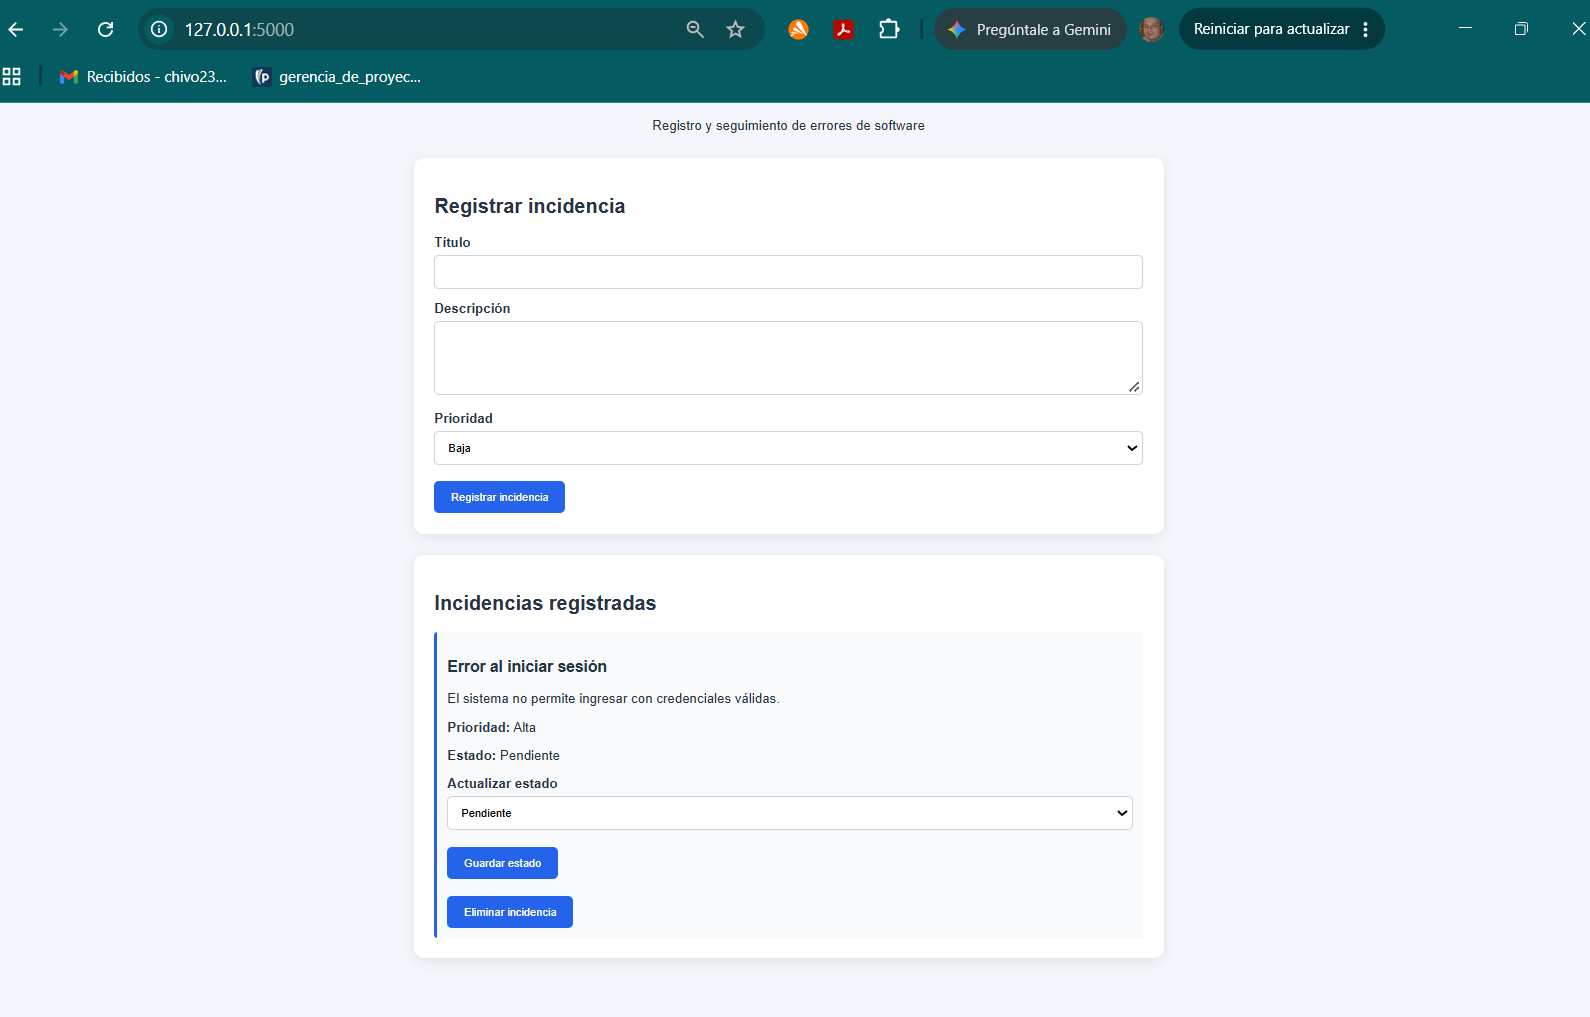 127.0.0.1:5000
Pregúntale a Gemini
Reiniciar para actualizar
Recibidos - chivo23...
gerencia_de_proyec...
Registro y seguimiento de errores de software
Registrar incidencia
Título
Descripción
Prioridad
Baja
Registrar incidencia
Incidencias registradas
Error al iniciar sesión
El sistema no permite ingresar con credenciales válidas.
Prioridad: Alta
Estado: Pendiente
Actualizar estado
Pendiente
Guardar estado
Eliminar incidencia